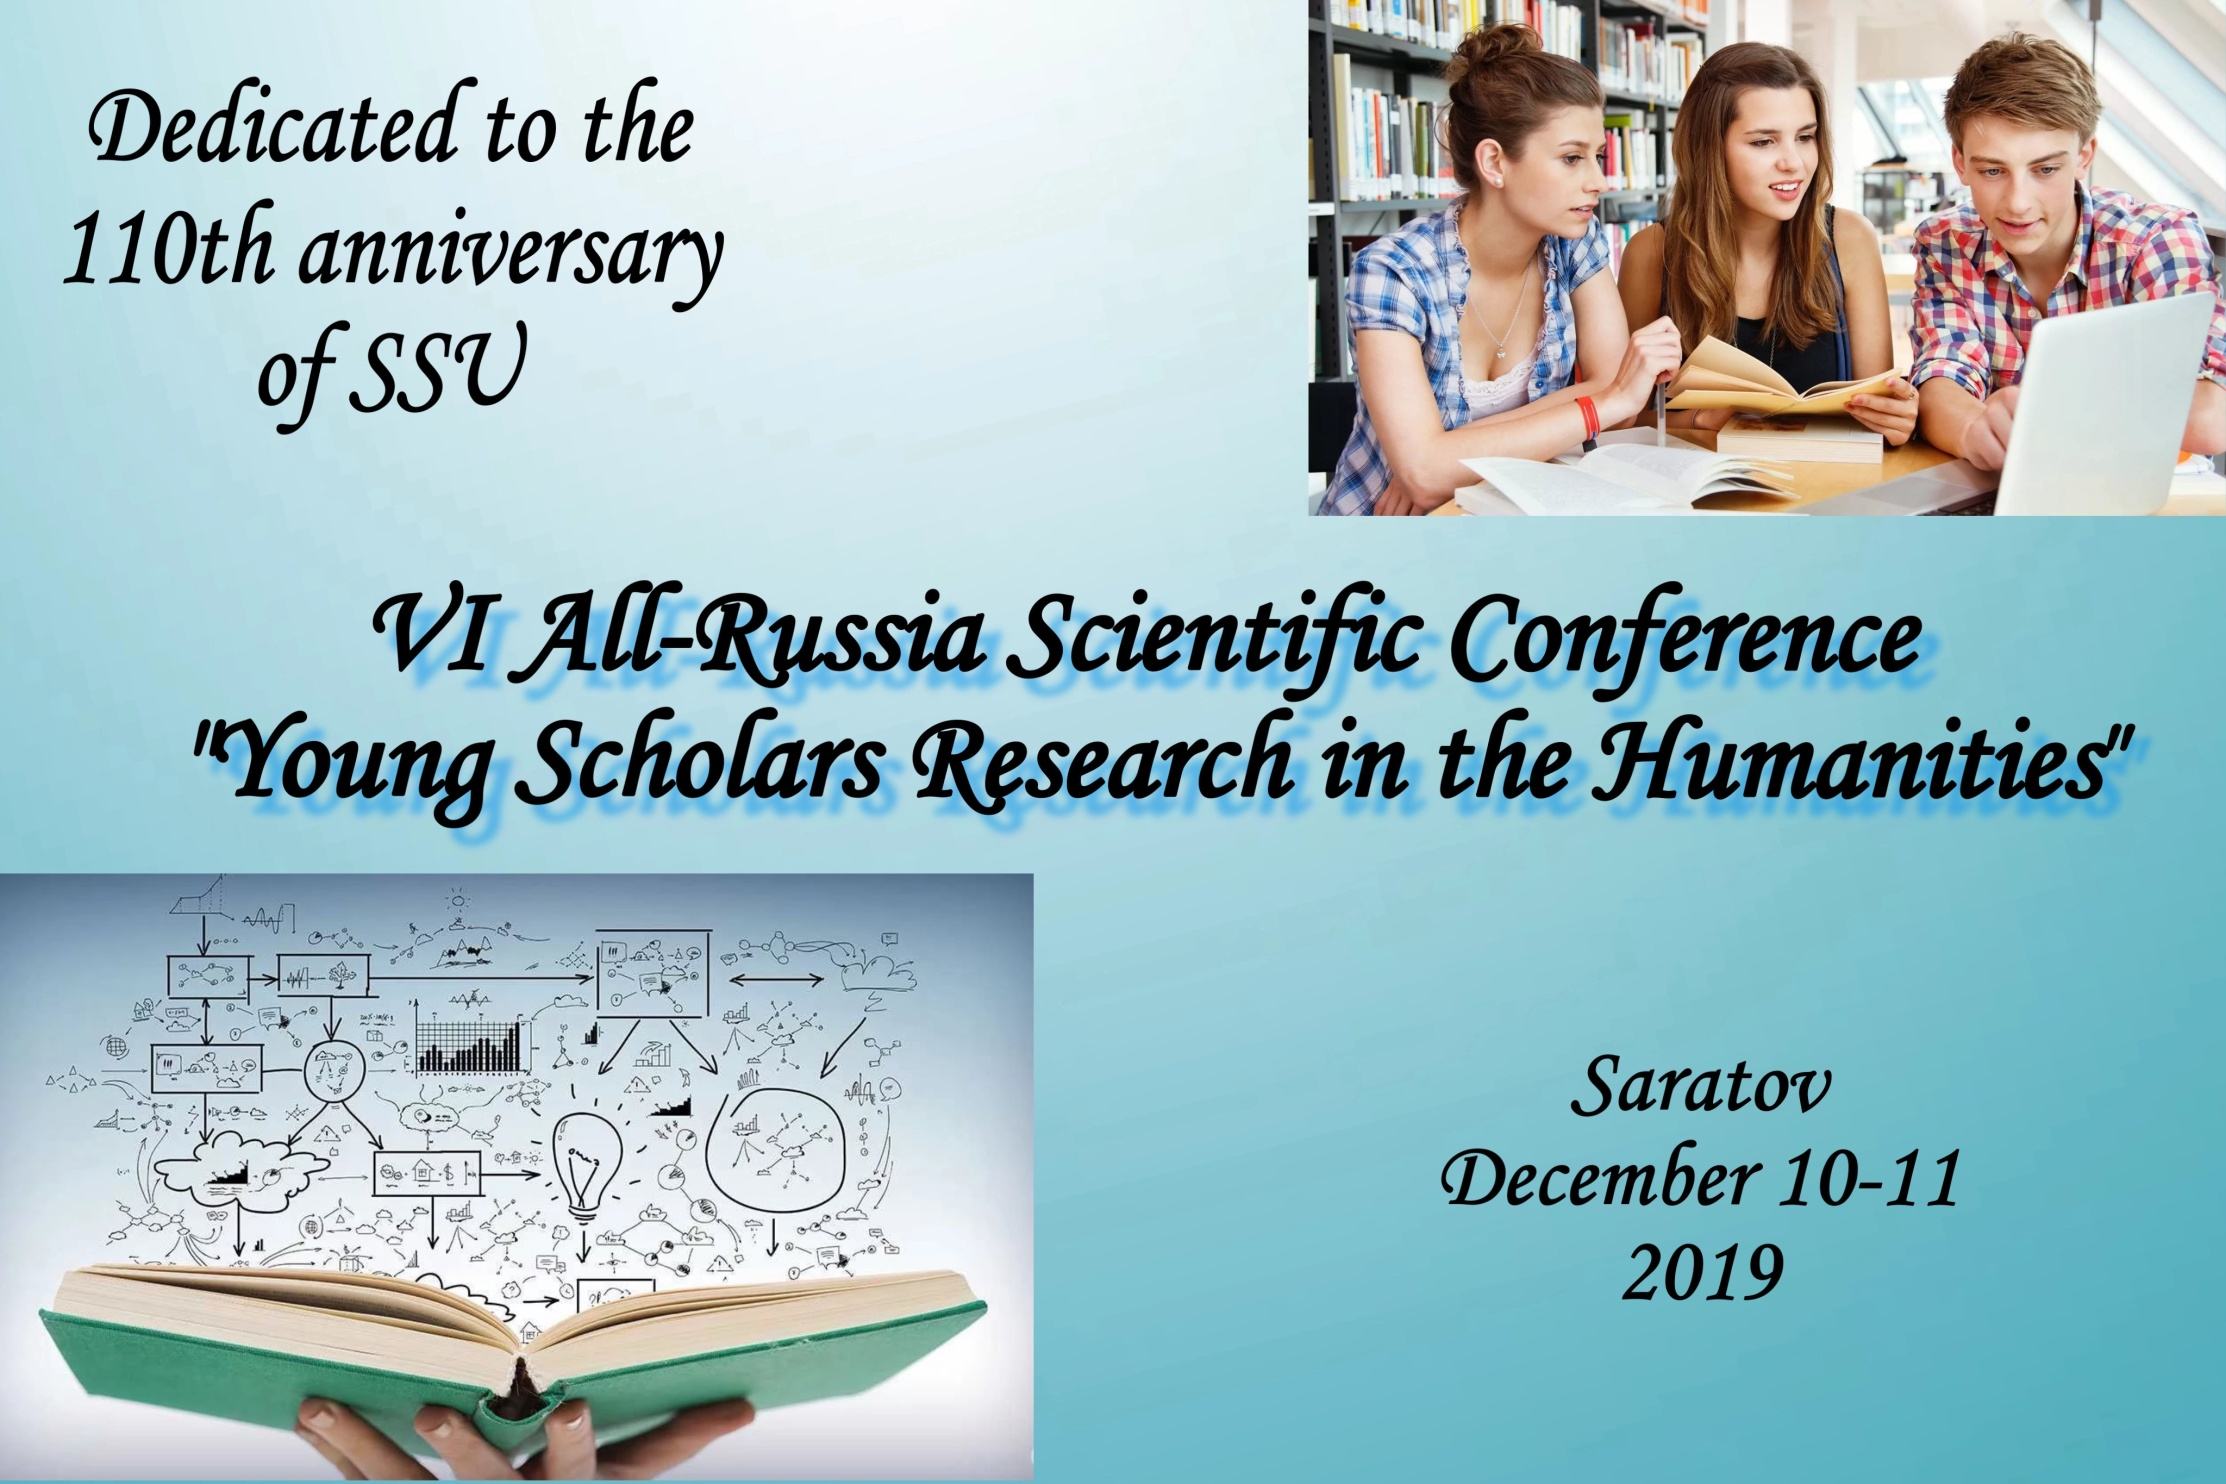 Dedicated to the
110th anniversary
of SSU
VI All-Russia Scientific Conference
"Young Scholars Research in the Humanities"
Saratov
December 10-11
2019